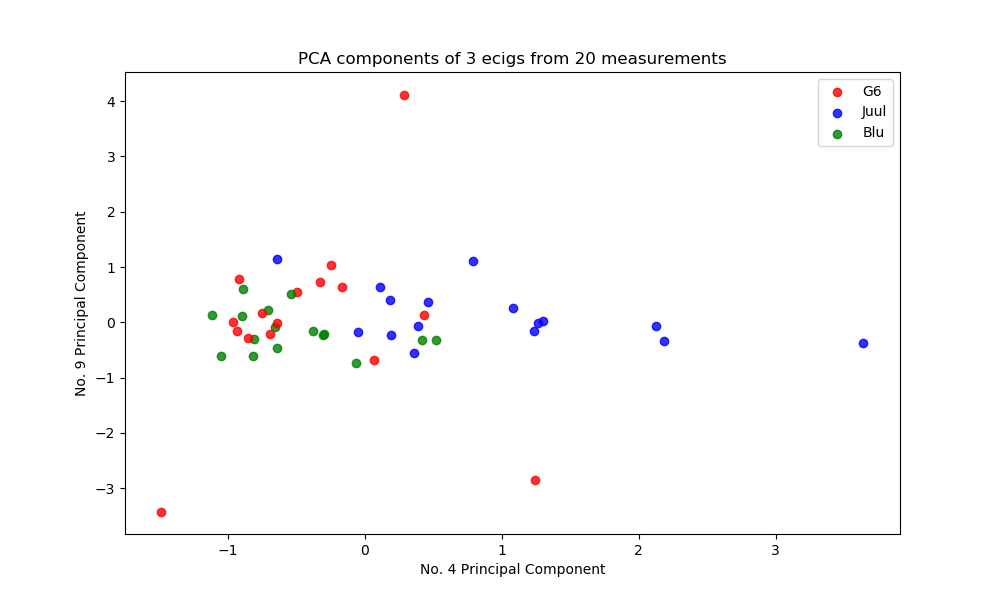 PCA components of 3 ecigs from 20 measurements
G6
Juul
Blu
4
3
2
1
0
−1
−2
−3
No. 9 Principal Component
−1
0
1
2
3
No. 4 Principal Component